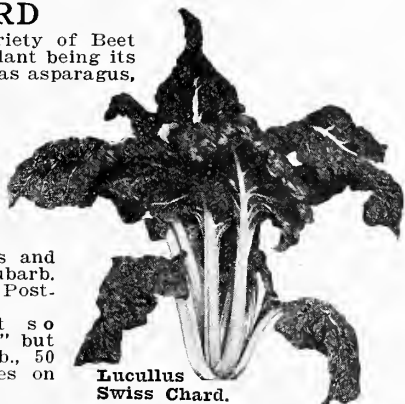 RD
riety of Beet
lant being its
as asparagus,
s and
ubarb.
Post-
t so
" but
b., 50
es on
Lucullus
Swiss Chard.